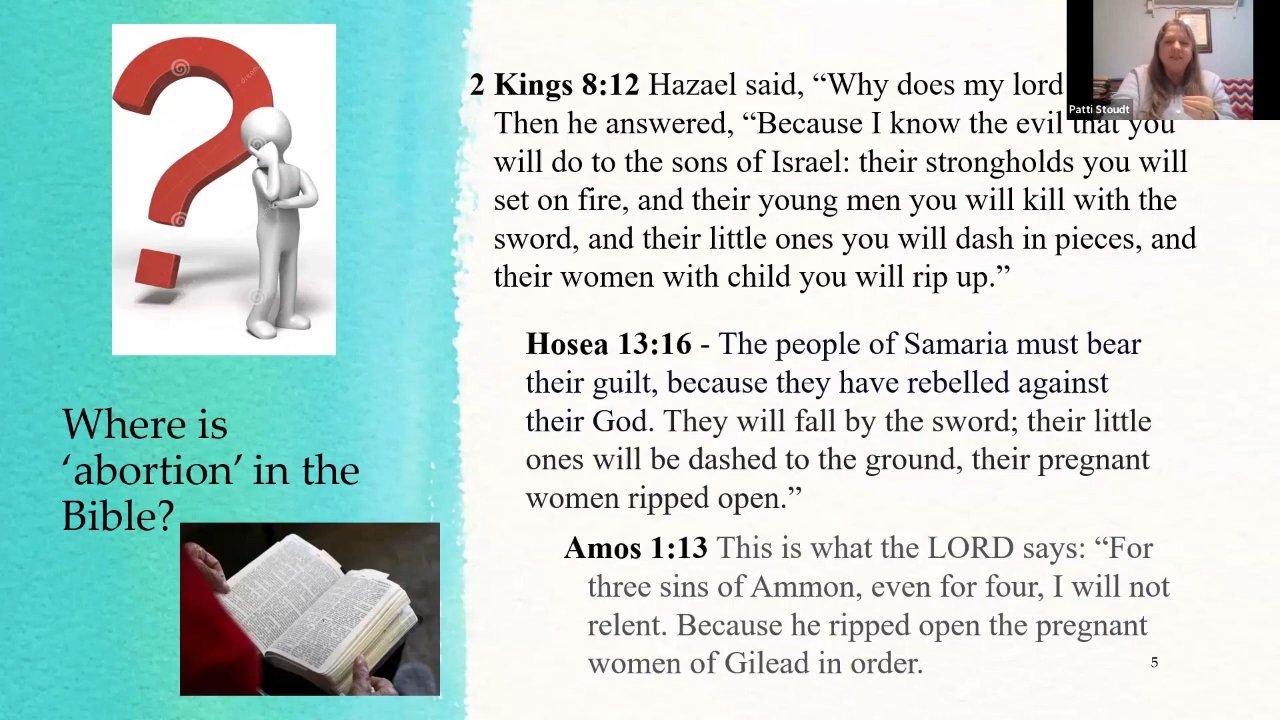 2 Kings 8:12 Hazael said, “Why does my lord
Then he answered, “Because I know the evil that you
will do to the sons of Israel: their strongholds you will
set on fire, and their young men you will kill with the
sword, and their little ones you will dash in pieces, and
their women with child you will rip up.”
Hosea 13:16 - The people of Samaria must bear
their guilt, because they have rebelled against
their God. They will fall by the sword; their little
ones will be dashed to the ground, their pregnant
women ripped open.”
Amos 1:13 This is what the LORD says: “For
three sins of Ammon, even for four, I will not
relent. Because he ripped open the pregnant
women of Gilead in order.
Where is
‘abortion’ in the
Bible?
Patti Stoudt
5